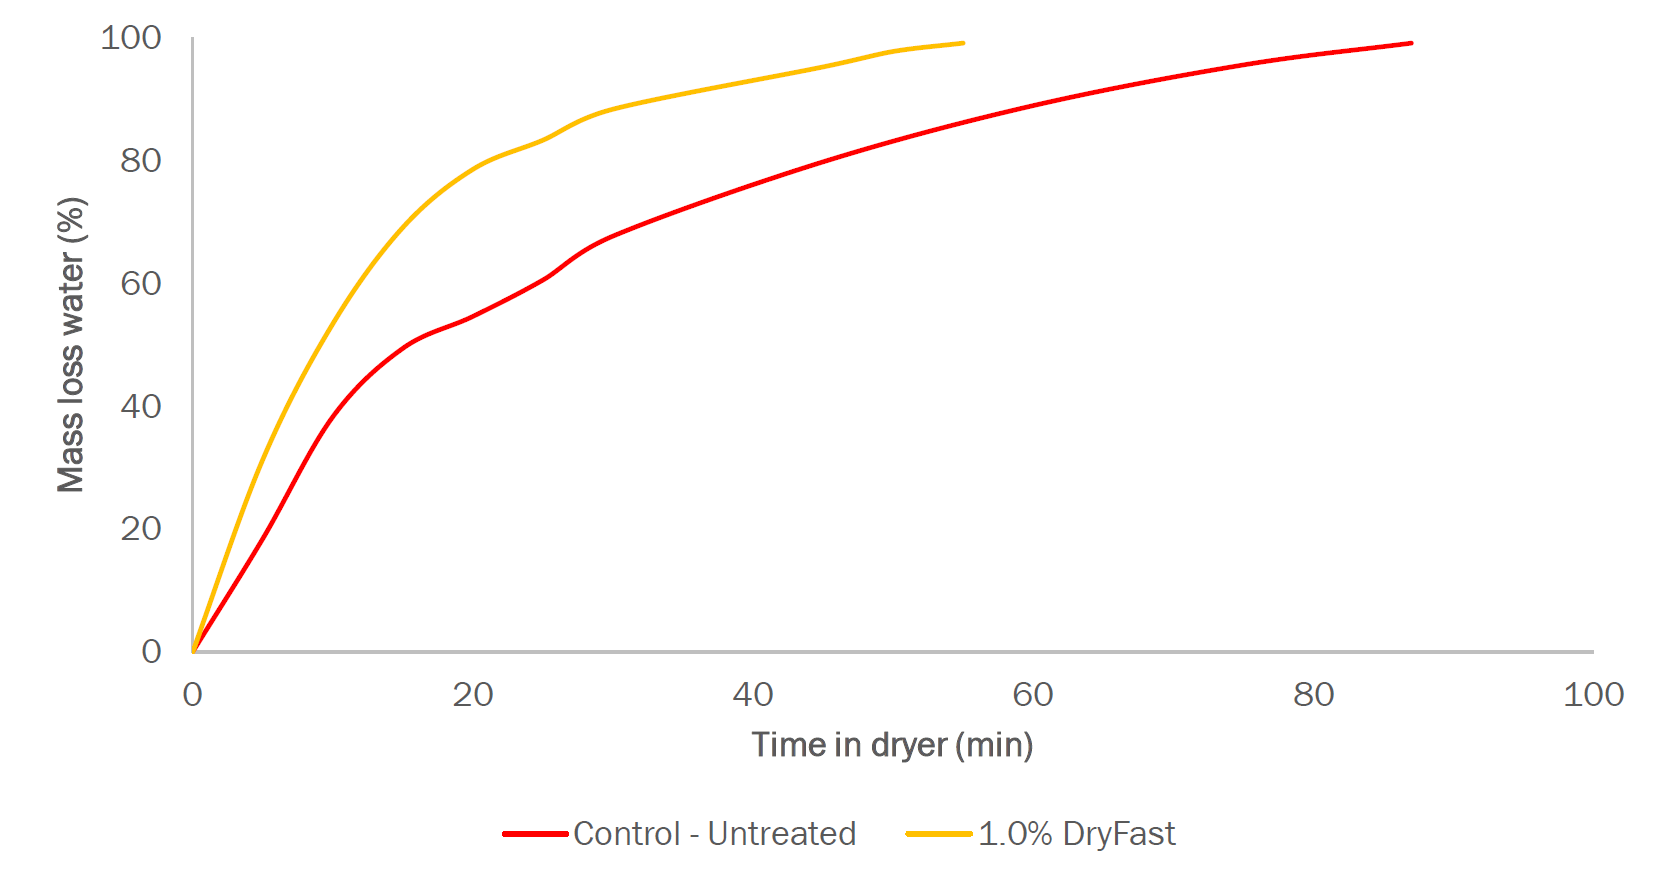 100
80
60
40
20
0
Mass loss water (%)
0 20 40 60 80 100
Time in dryer (min)
Control - Untreated 1.0% DryFast